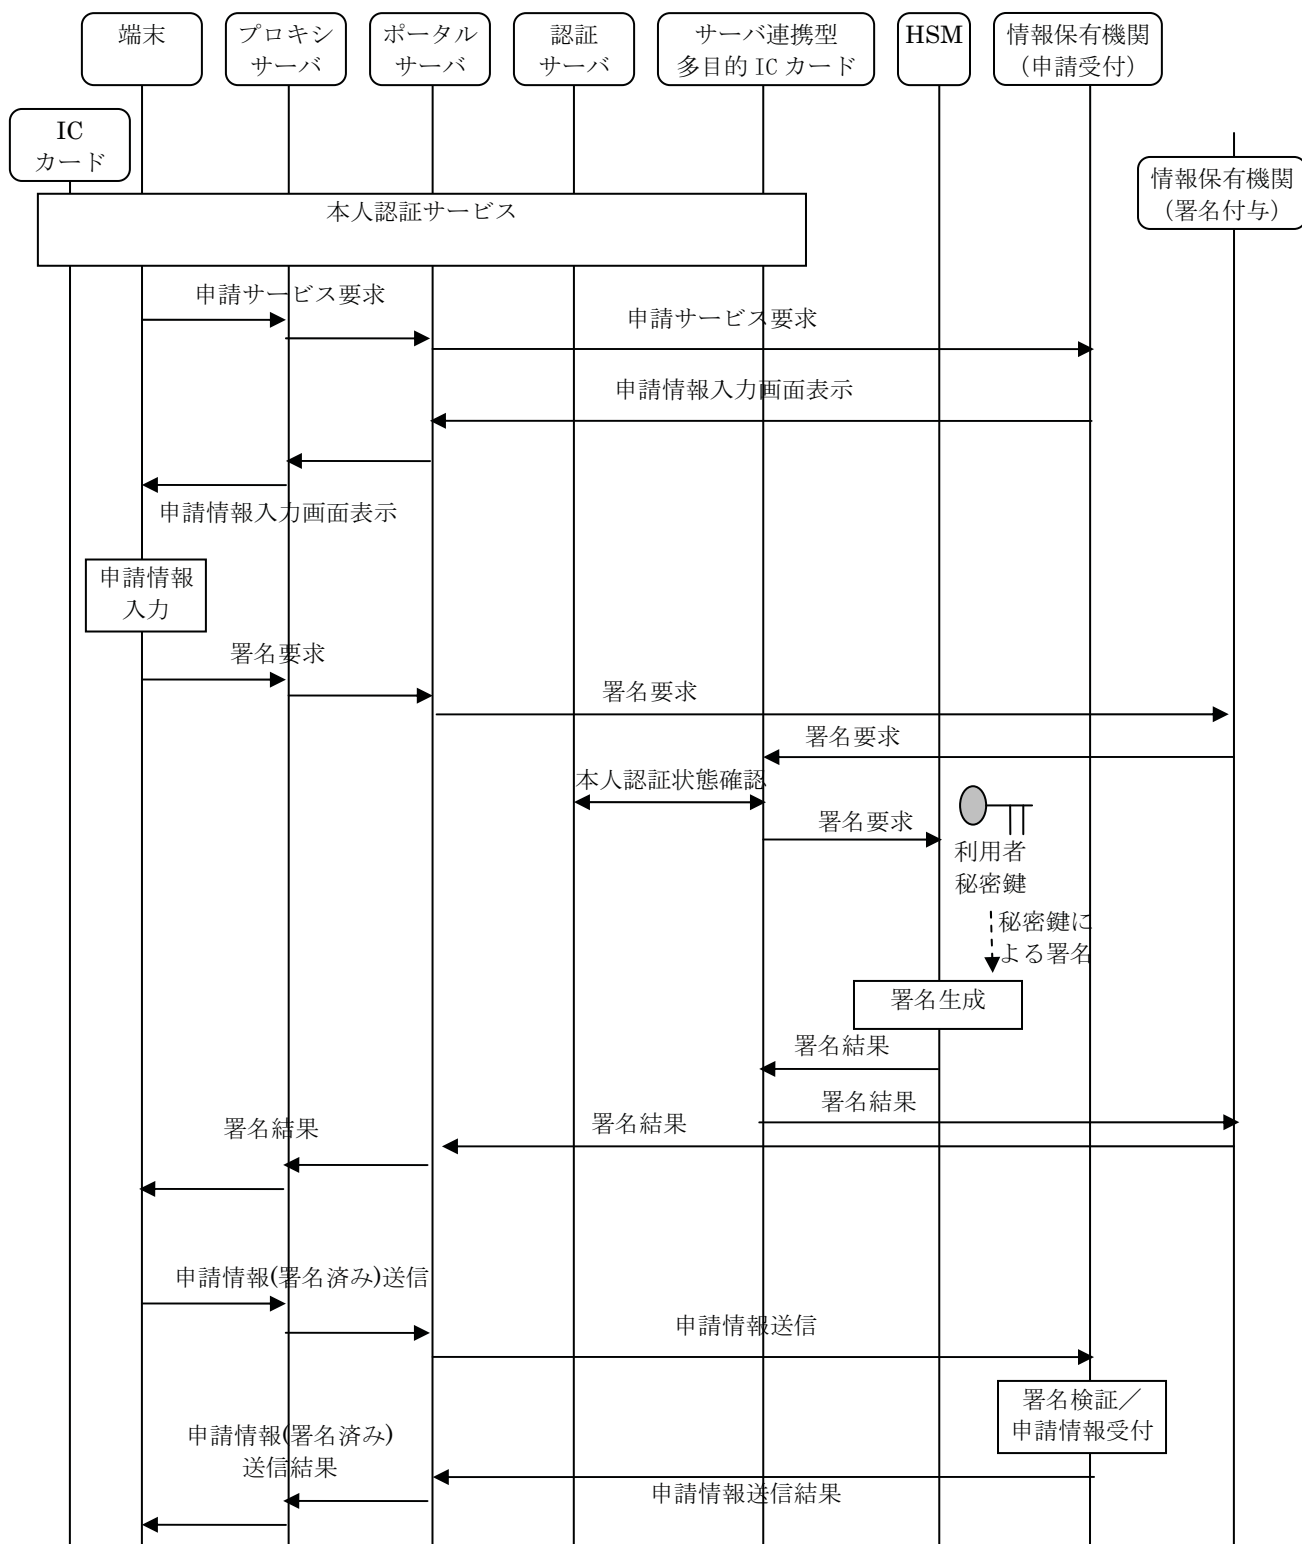 端末
プロキシ
サーバ
ポータル
サーバ
認証
サーバ
サーバ連携型
多目的 IC カード
HSM
情報保有機関
（申請受付）
IC
カード
情報保有機関
（署名付与）
本人認証サービス
申請サービス要求
申請サービス要求
申請情報入力画面表示
申請情報入力画面表示
申請情報
入力
署名要求
署名要求
署名要求
本人認証状態確認
署名要求
利用者
秘密鍵
秘密鍵に
よる署名
署名生成
署名結果
署名結果
署名結果
署名結果
申請情報(署名済み)送信
申請情報送信
署名検証／
申請情報受付
申請情報(署名済み)
送信結果
申請情報送信結果